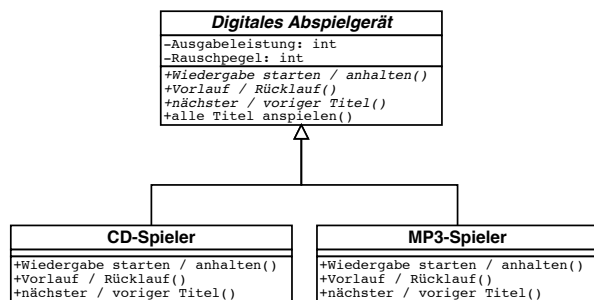 Digitales Abspielgerät
-Ausgabeleistung: int
-Rauschpegel: int
+Wiedergabe starten / anhalten()
+Vorlauf / Rücklauf()
+nächster / voriger Titel()
+alle Titel anspielen()
CD-Spieler
+Wiedergabe starten / anhalten()
+Vorlauf / Rücklauf()
+nächster / voriger Titel()
MP3-Spieler
+Wiedergabe starten / anhalten()
+Vorlauf / Rücklauf()
+nächster / voriger Titel()